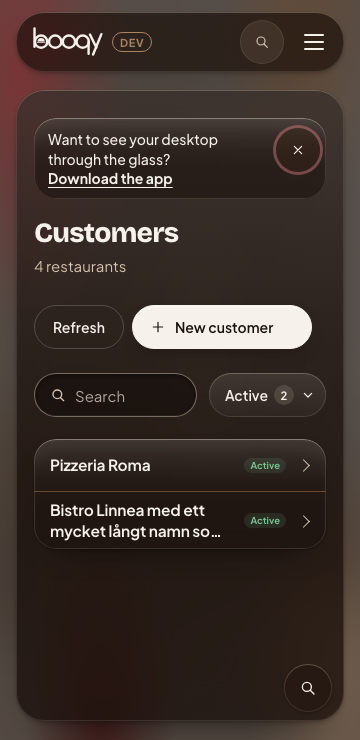 booqy DEV
Want to see your desktop
through the glass?
Download the app
Customers
4 restaurants
Refresh
New customer
Search
Active 2
Pizzeria Roma Active
Bistro Linnea med ett
mycket långt namn so… Active